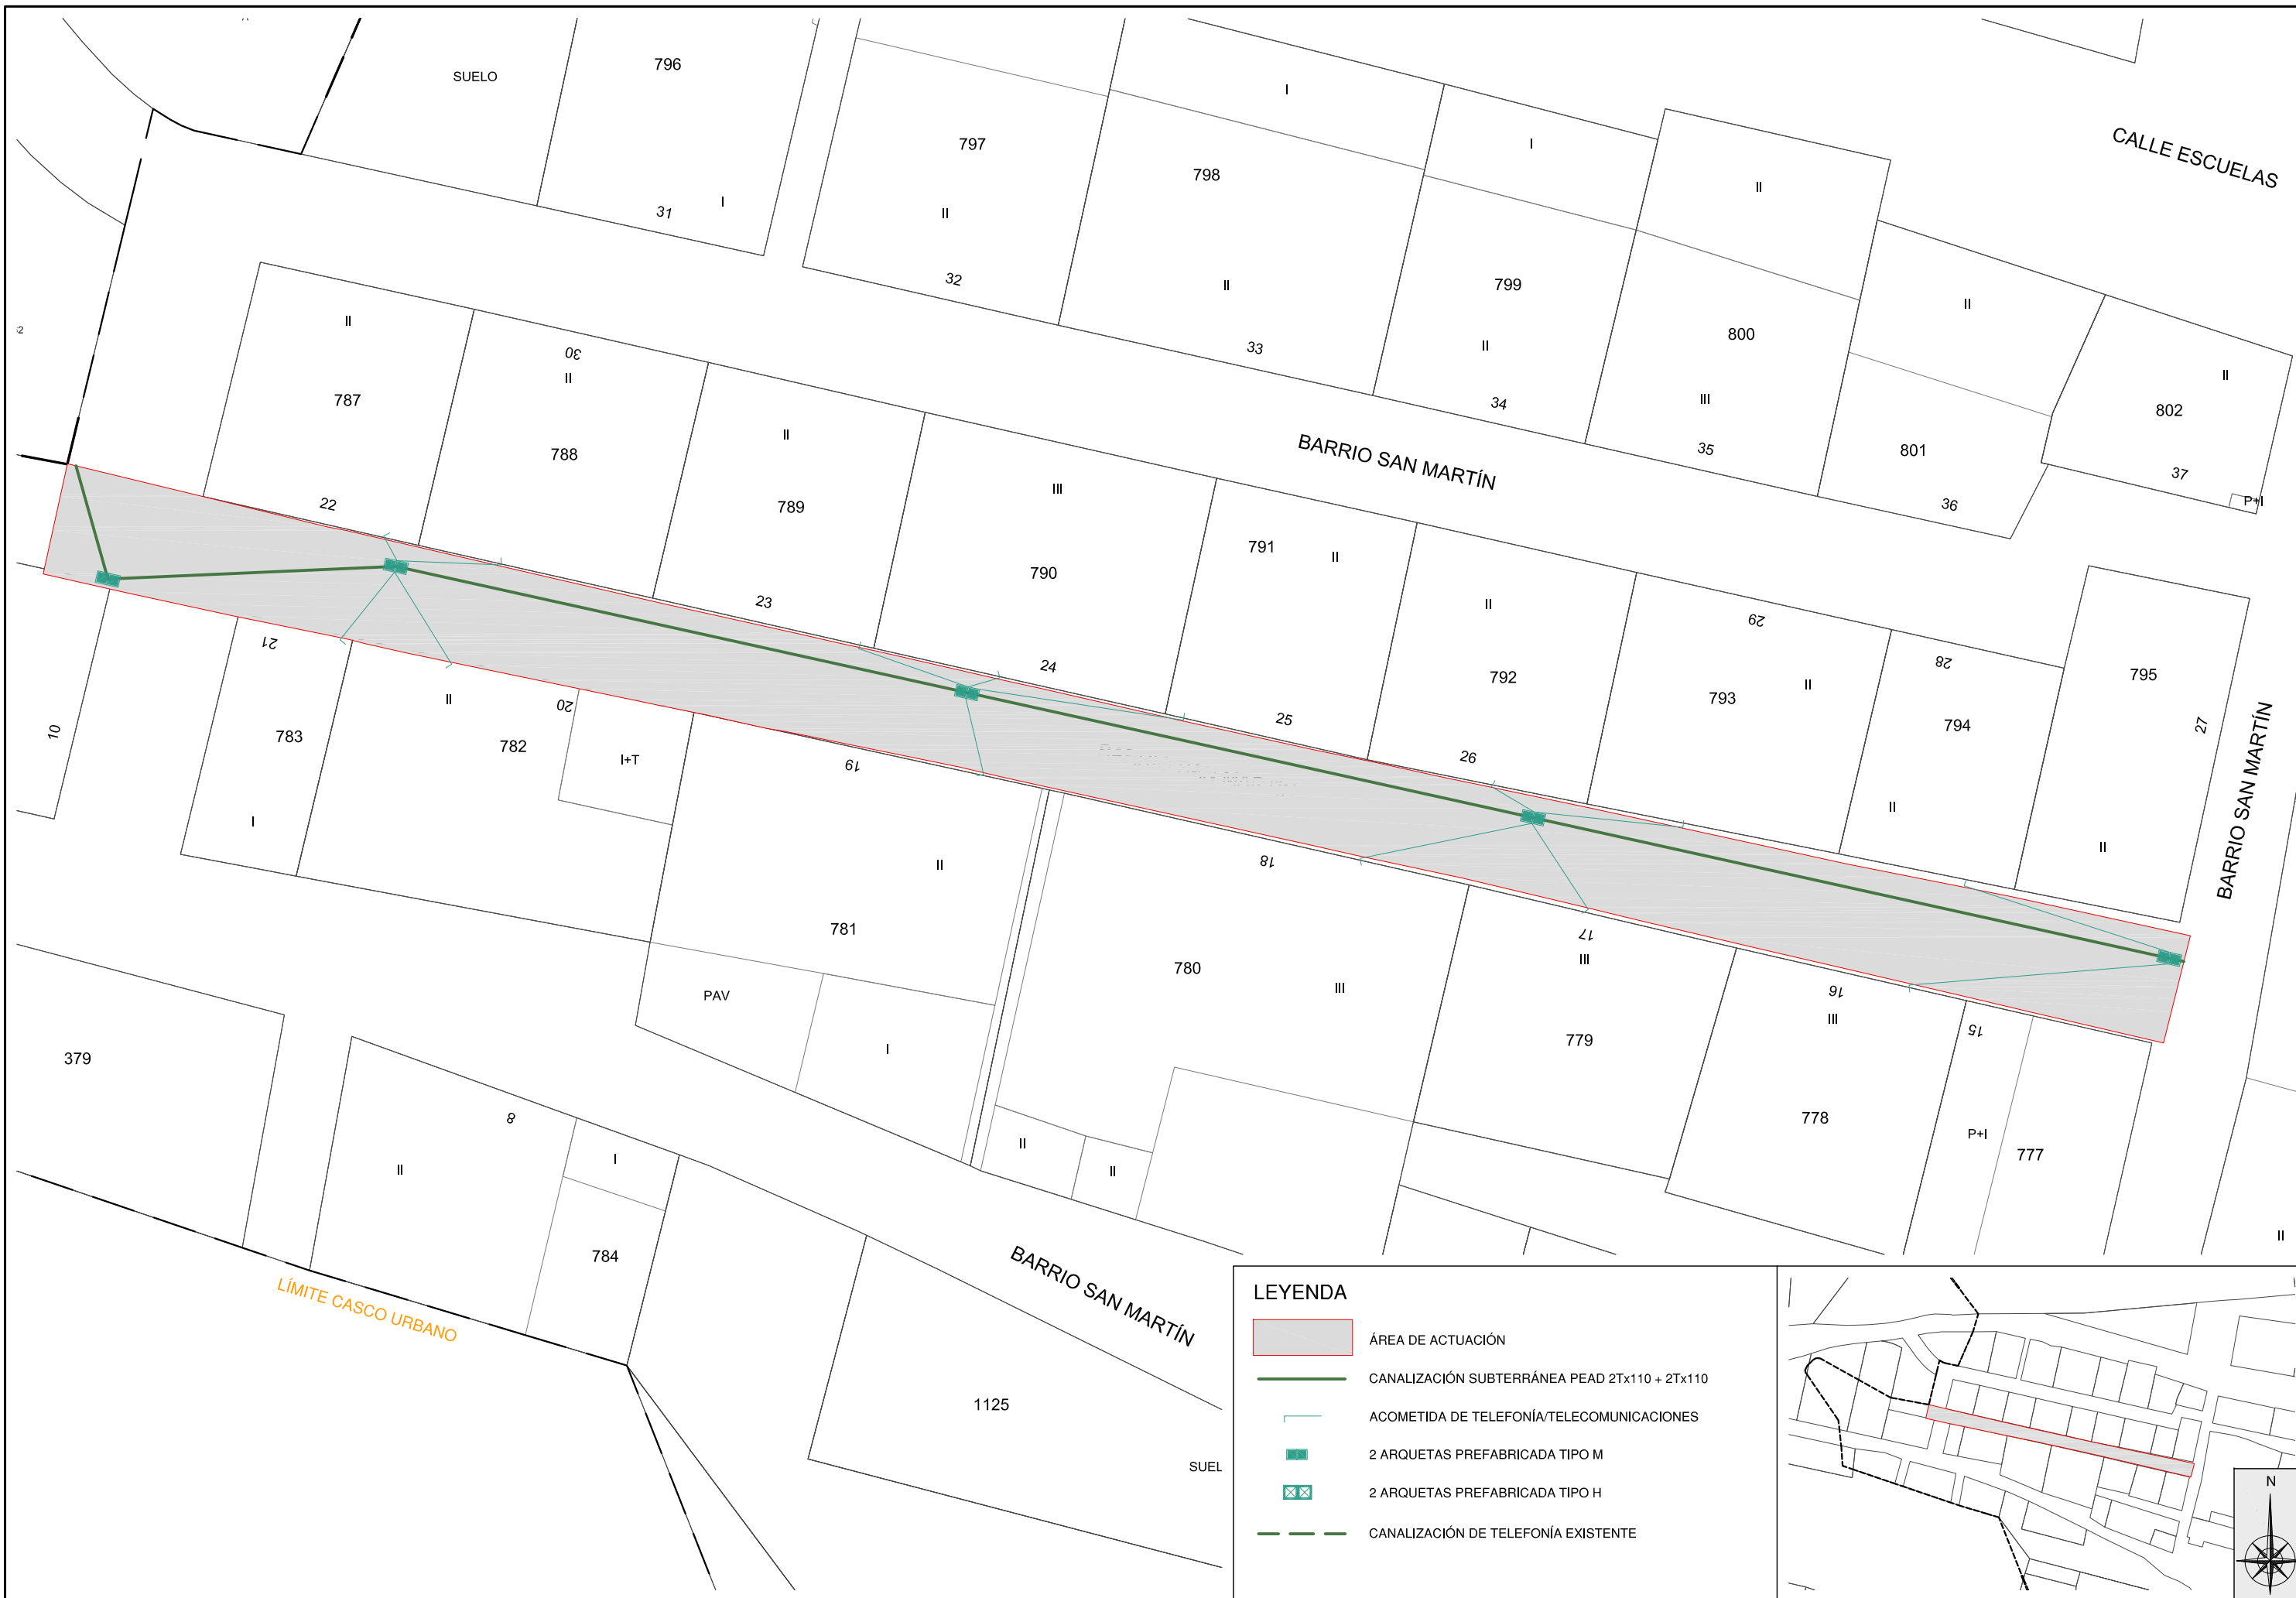 SUELO
796
I
31
797
II
32
I
798
II
33
I
799
II
34
II
800
III
35
CALLE ESCUELAS
II
801
36
II
802
37
P+I
II
787
22
30
II
788
II
789
23
BARRIO SAN MARTÍN
III
790
24
791
II
25
II
792
26
29
793
II
28
794
II
795
27
II
BARRIO SAN MARTÍN
10
21
783
I
II
20
782
I+T
19
II
781
PAV
I
18
780
III
II
II
17
III
779
16
III
778
15
P+I
777
II
379
8
II
I
784
LÍMITE CASCO URBANO
BARRIO SAN MARTÍN
1125
SUEL
LEYENDA
ÁREA DE ACTUACIÓN
CANALIZACIÓN SUBTERRÁNEA PEAD 2Tx110 + 2Tx110
ACOMETIDA DE TELEFONÍA/TELECOMUNICACIONES
2 ARQUETAS PREFABRICADA TIPO M
2 ARQUETAS PREFABRICADA TIPO H
CANALIZACIÓN DE TELEFONÍA EXISTENTE
N